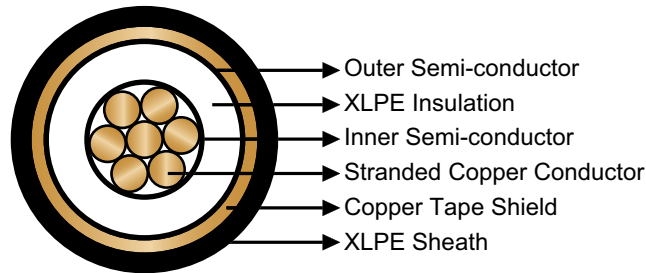 Outer Semi-conductor
XLPE Insulation
Inner Semi-conductor
Stranded Copper Conductor
Copper Tape Shield
XLPE Sheath